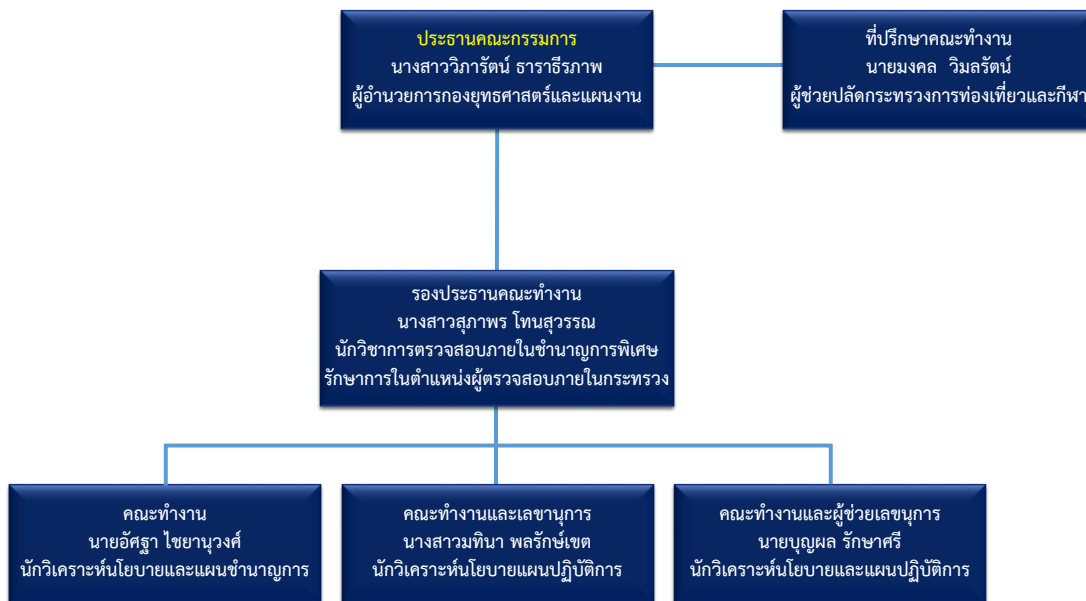 ประธานคณะกรรมการ
นางสาววิภารัตน์ ธาราธีรภาพ
ผู้อำนวยการกองยุทธศาสตร์และแผนงาน
ที่ปรึกษาคณะทำงาน
นายมงคล วิมลรัตน์
ผู้ช่วยปลัดกระทรวงการท่องเที่ยวและกีฬา
รองประธานคณะทำงาน
นางสาวสุภาพร โทนสุวรรณ
นักวิชาการตรวจสอบภายในชำนาญการพิเศษ
รักษาการในตำแหน่งผู้ตรวจสอบภายในกระทรวง
คณะทำงาน
นายอัศฐา ไชยานุวงศ์
นักวิเคราะห์นโยบายและแผนชำนาญการ
คณะทำงานและเลขานุการ
นางสาวมทินา พลรักษ์เขต
นักวิเคราะห์นโยบายแผนปฏิบัติการ
คณะทำงานและผู้ช่วยเลขนุการ
นายบุญผล รักษาศรี
นักวิเคราะห์นโยบายและแผนปฏิบัติการ